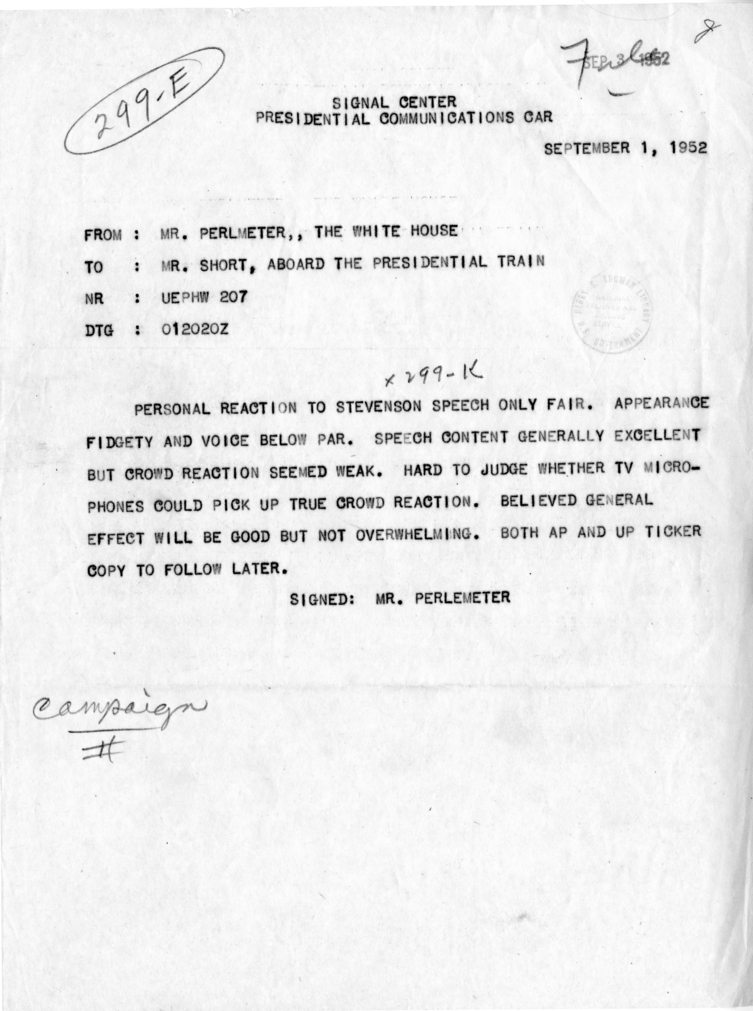 8
SEP 3 1952
299-E
SIGNAL CENTER
PRESIDENTIAL COMMUNICATIONS CAR
SEPTEMBER 1, 1952
FROM : MR. PERLMETER,, THE WHITE HOUSE
TO : MR. SHORT, ABOARD THE PRESIDENTIAL TRAIN
NR : UEPHW 207
DTG : 012020Z
x 299-K
PERSONAL REACTION TO STEVENSON SPEECH ONLY FAIR. APPEARANCE
FIDGETY AND VOICE BELOW PAR. SPEECH CONTENT GENERALLY EXCELLENT
BUT CROWD REACTION SEEMED WEAK. HARD TO JUDGE WHETHER TV MICRO-
PHONES COULD PICK UP TRUE CROWD REACTION. BELIEVED GENERAL
EFFECT WILL BE GOOD BUT NOT OVERWHELMING. BOTH AP AND UP TICKER
COPY TO FOLLOW LATER.
SIGNED: MR. PERLEMETER
Campaign
#